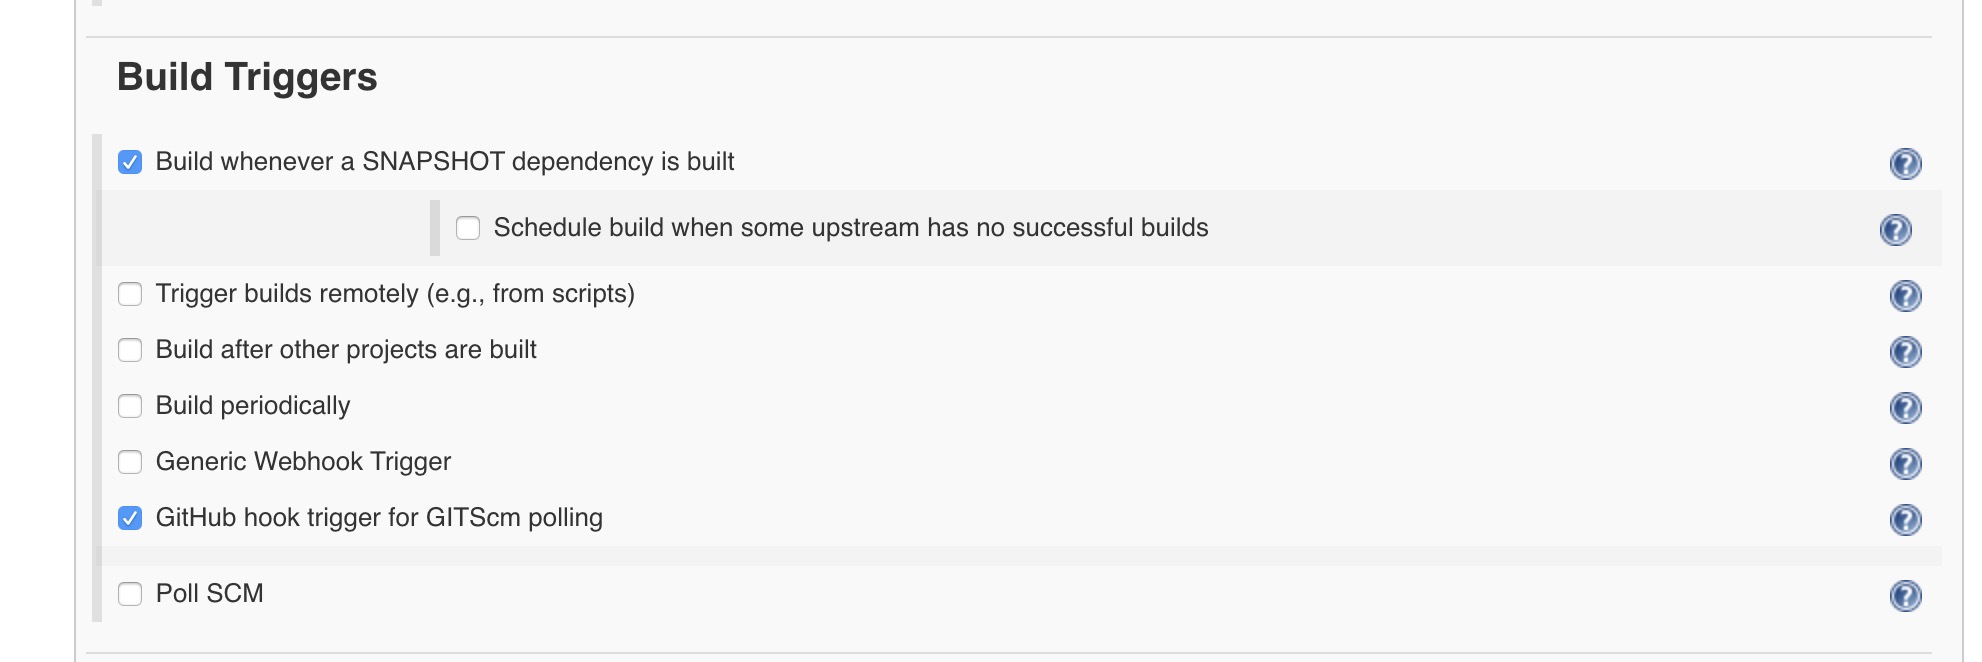 Build Triggers
Build whenever a SNAPSHOT dependency is built
Schedule build when some upstream has no successful builds
Trigger builds remotely (e.g., from scripts)
Build after other projects are built
Build periodically
Generic Webhook Trigger
GitHub hook trigger for GITScm polling
Poll SCM